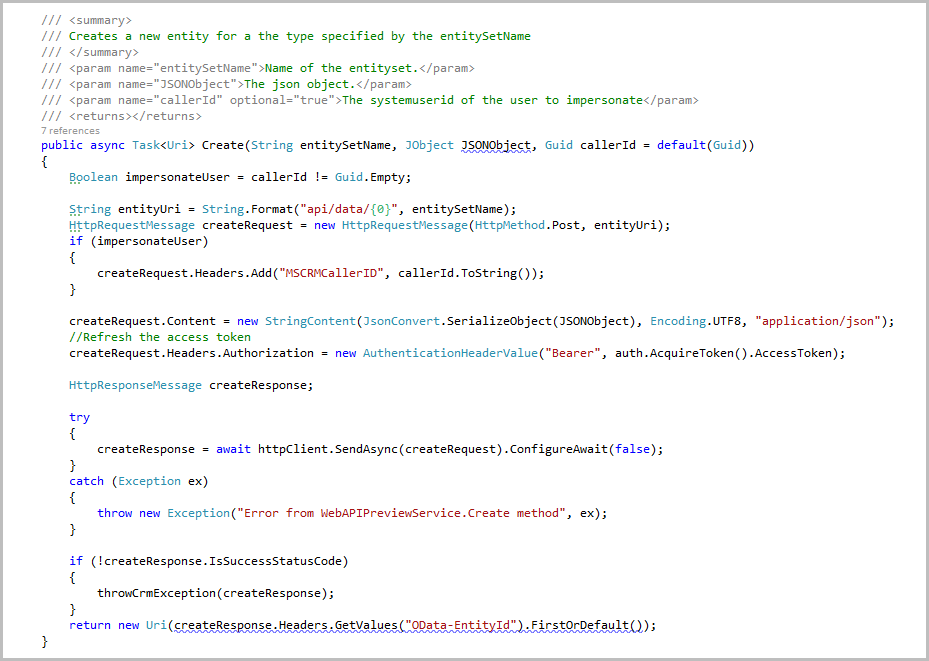 /// <summary>
/// Creates a new entity for a the type specified by the entitySetName
/// </summary>
/// <param name="entitySetName">Name of the entityset.</param>
/// <param name="JSONObject">The json object.</param>
/// <param name="callerId" optional="true">The systemuserid of the user to impersonate</param>
/// <returns></returns>
7 references
public async Task<Uri> Create(String entitySetName, JObject JSONObject, Guid callerId = default(Guid))
{
    Boolean impersonateUser = callerId != Guid.Empty;

    String entityUri = String.Format("api/data/{0}", entitySetName);
    HttpRequestMessage createRequest = new HttpRequestMessage(HttpMethod.Post, entityUri);
    if (impersonateUser)
    {
        createRequest.Headers.Add("MSCRMCallerID", callerId.ToString());
    }

    createRequest.Content = new StringContent(JsonConvert.SerializeObject(JSONObject), Encoding.UTF8, "application/json");
    //Refresh the access token
    createRequest.Headers.Authorization = new AuthenticationHeaderValue("Bearer", auth.AcquireToken().AccessToken);

    HttpResponseMessage createResponse;

    try
    {
        createResponse = await httpClient.SendAsync(createRequest).ConfigureAwait(false);
    }
    catch (Exception ex)
    {
        throw new Exception("Error from WebAPIPreviewService.Create method", ex);
    }

    if (!createResponse.IsSuccessStatusCode)
    {
        throwCrmException(createResponse);
    }
    return new Uri(createResponse.Headers.GetValues("OData-EntityId").FirstOrDefault());
}